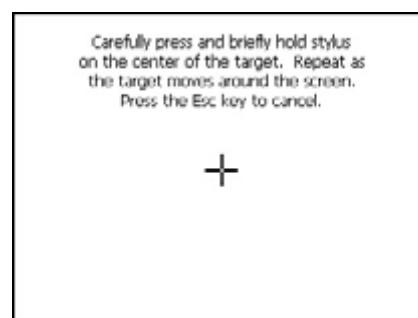 Carefully press and briefly hold stylus
on the center of the target. Repeat as
the target moves around the screen.
Press the Esc key to cancel.